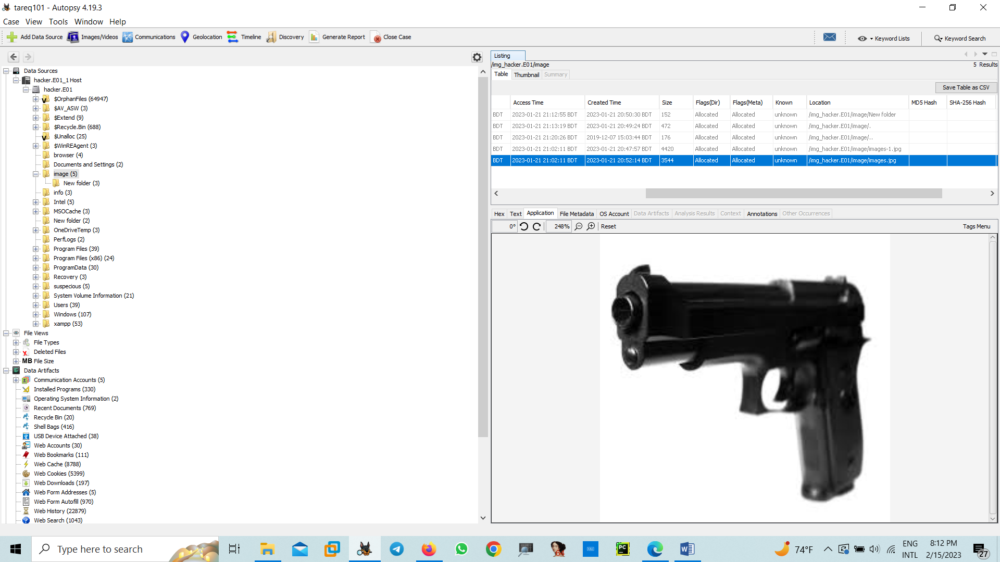 tareq101 - Autopsy 4.19.3
Case View Tools Window Help
Add Data Source Images/Videos Communications Geolocation Timeline Discovery Generate Report Close Case Keyword Lists Keyword Search
Data Sources
hacker.E01_1 Host
hacker.E01
$OrphanFiles (64947)
$AV_ASW (3)
$Extend (9)
$Recycle.Bin (688)
$Unalloc (25)
$WinREAgent (3)
browser (4)
Documents and Settings (2)
image (5)
New folder (3)
info (3)
Intel (5)
MSOCache (3)
New folder (2)
OneDriveTemp (3)
PerfLogs (2)
Program Files (39)
Program Files (x86) (24)
ProgramData (30)
Recovery (3)
suspecious (5)
System Volume Information (21)
Users (39)
Windows (107)
xampp (53)
File Views
File Types
Deleted Files
MB File Size
Data Artifacts
Communication Accounts (5)
Installed Programs (330)
Operating System Information (2)
Recent Documents (769)
Recycle Bin (20)
Shell Bags (416)
USB Device Attached (38)
Web Accounts (30)
Web Bookmarks (111)
Web Cache (8788)
Web Cookies (5399)
Web Downloads (197)
Web Form Addresses (5)
Web Form Autofill (970)
Web History (22879)
Web Search (1043)
Listing
/img_hacker.E01/image 5 Results
Table Thumbnail Summary
Save Table as CSV
Access Time Created Time Size Flags(Dir) Flags(Meta) Known Location MD5 Hash SHA-256 Hash
BDT 2023-01-21 21:12:55 BDT 2023-01-21 20:50:30 BDT 152 Allocated Allocated unknown /img_hacker.E01/image/New folder
BDT 2023-01-21 21:13:19 BDT 2023-01-21 20:49:24 BDT 472 Allocated Allocated unknown /img_hacker.E01/image/.
BDT 2023-01-21 21:20:26 BDT 2019-12-07 15:03:44 BDT 176 Allocated Allocated unknown /img_hacker.E01/image/..
BDT 2023-01-21 21:02:11 BDT 2023-01-21 20:47:57 BDT 4420 Allocated Allocated unknown /img_hacker.E01/image/images-1.jpg
BDT 2023-01-21 21:02:11 BDT 2023-01-21 20:52:14 BDT 3544 Allocated Allocated unknown /img_hacker.E01/image/images.jpg
Hex Text Application File Metadata OS Account Data Artifacts Analysis Results Context Annotations Other Occurrences
0° 248% Reset Tags Menu
Type here to search
74°F
ENG
INTL
8:12 PM
2/15/2023
27